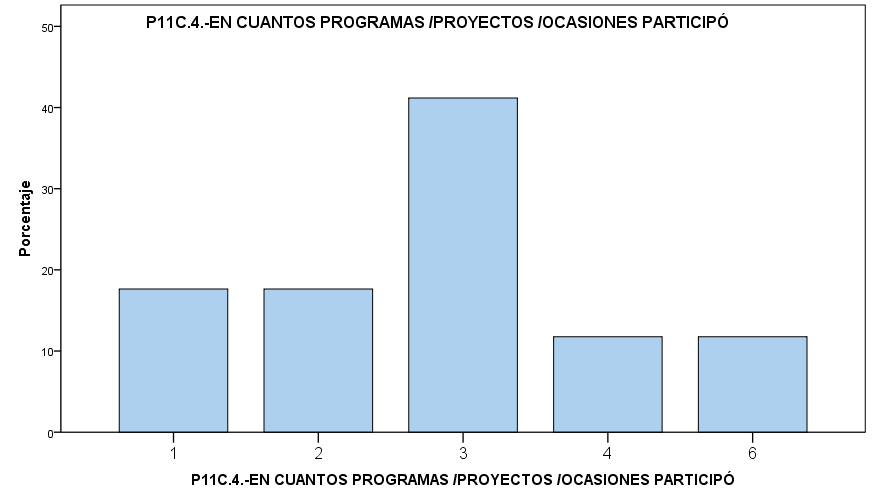 P11C.4.-EN CUANTOS PROGRAMAS /PROYECTOS /OCASIONES PARTICIPÓ
50
40
30
20
10
0
Porcentaje
1 2 3 4 6
P11C.4.-EN CUANTOS PROGRAMAS /PROYECTOS /OCASIONES PARTICIPÓ